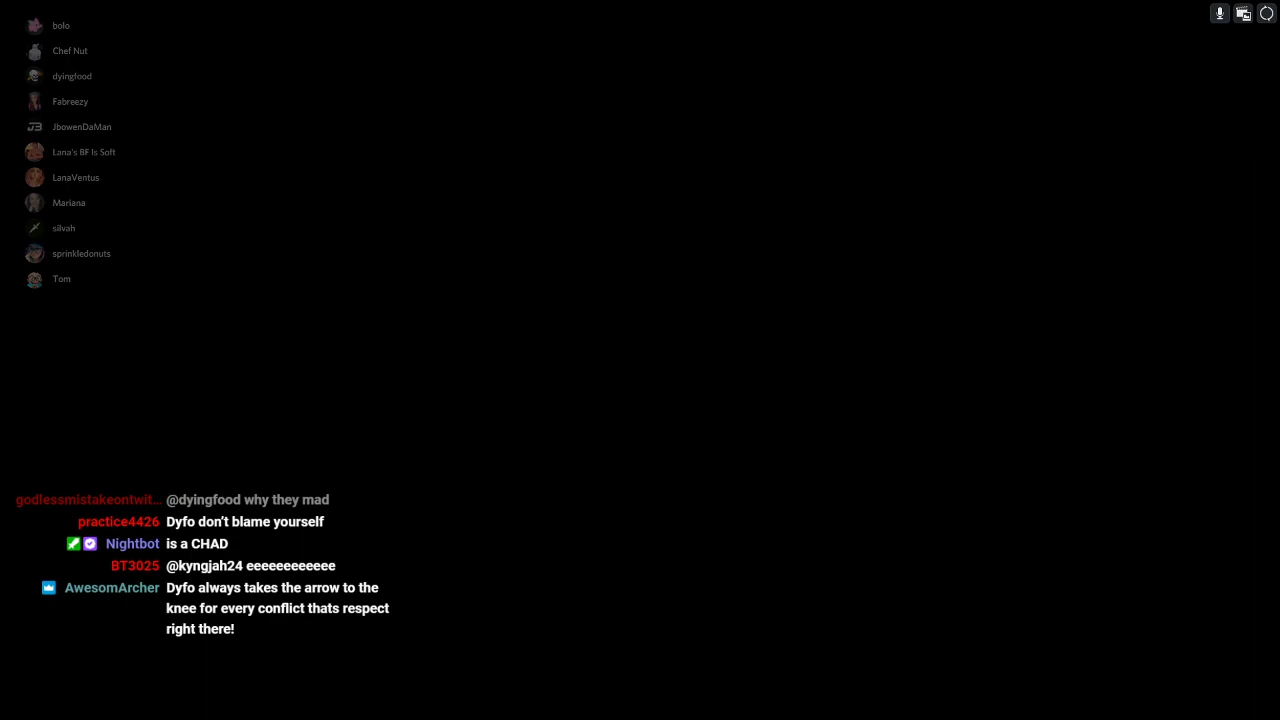 bolo
Chef Nut
dyingfood
Fabreezy
JB JbowenDaMan
Lana's BF Is Soft
LanaVentus
Mariana
silvah
sprinkledonuts
Tom
godlessmistakeontwit... @dyingfood why they mad
practice4426 Dyfo don't blame yourself
Nightbot is a CHAD
BT3025 @kyngjah24 eeeeeeeeeeee
AwesomArcher Dyfo always takes the arrow to the
knee for every conflict thats respect
right there!